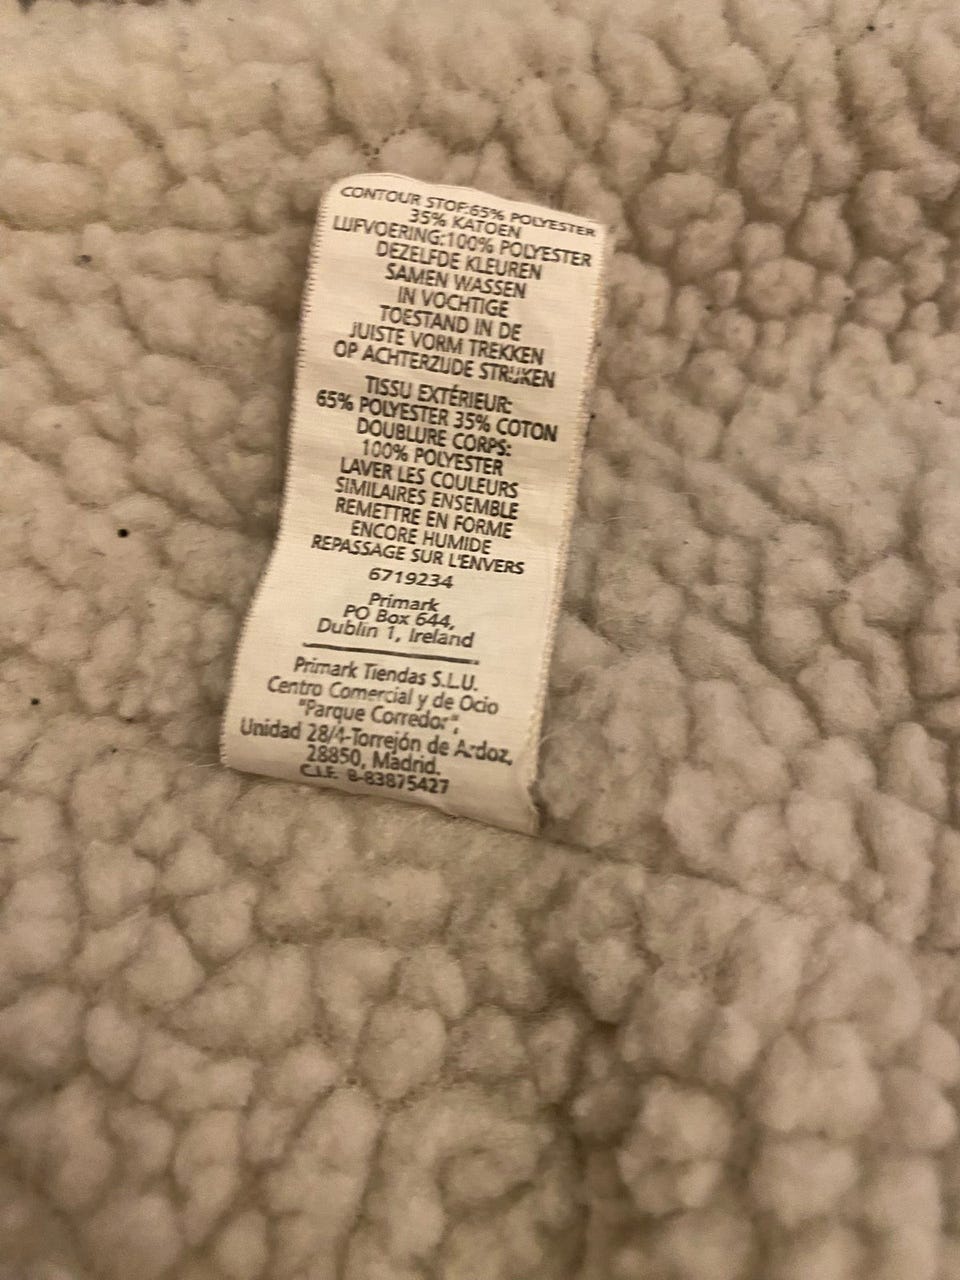 CONTOUR STOF:65% POLYESTER
35% KATOEN
LIJFVOERING:100% POLYESTER
DEZELFDE KLEUREN
SAMEN WASSEN
IN VOCHTIGE
TOESTAND IN DE
JUISTE VORM TREKKEN
OP ACHTERZIJDE STRIJKEN
TISSU EXTÉRIEUR:
65% POLYESTER 35% COTON
DOUBLURE CORPS:
100% POLYESTER
LAVER LES COULEURS
SIMILAIRES ENSEMBLE
REMETTRE EN FORME
ENCORE HUMIDE
REPASSAGE SUR L'ENVERS
6719234
Primark
PO Box 644,
Dublin 1, Ireland
Primark Tiendas S.L.U.
Centro Comercial y de Ocio
"Parque Corredor",
Unidad 28/4-Torrejón de Ardoz,
28850, Madrid.
C.I.F. B-83875427